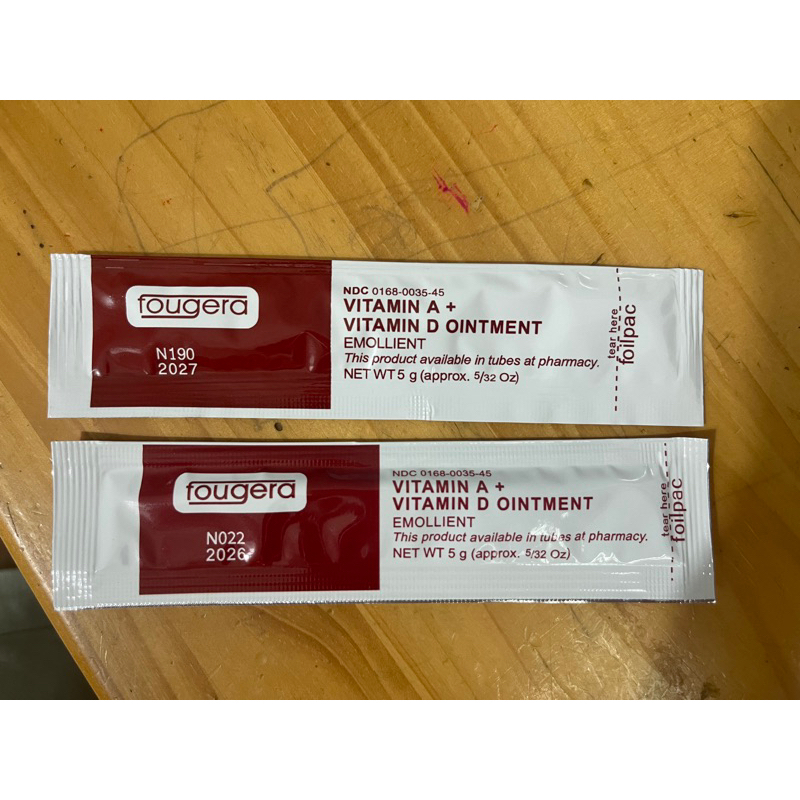 fougera
N190
2027
NDC 0168-0035-45
VITAMIN A +
VITAMIN D OINTMENT
EMOLLIENT
This product available in tubes at pharmacy.
NET WT 5 g (approx. 5/32 Oz)
tear here
foilpac
fougera
N022
2026
NDC 0168-0035-45
VITAMIN A +
VITAMIN D OINTMENT
EMOLLIENT
This product available in tubes at pharmacy.
NET WT 5 g (approx. 5/32 Oz)
tear here
foilpac